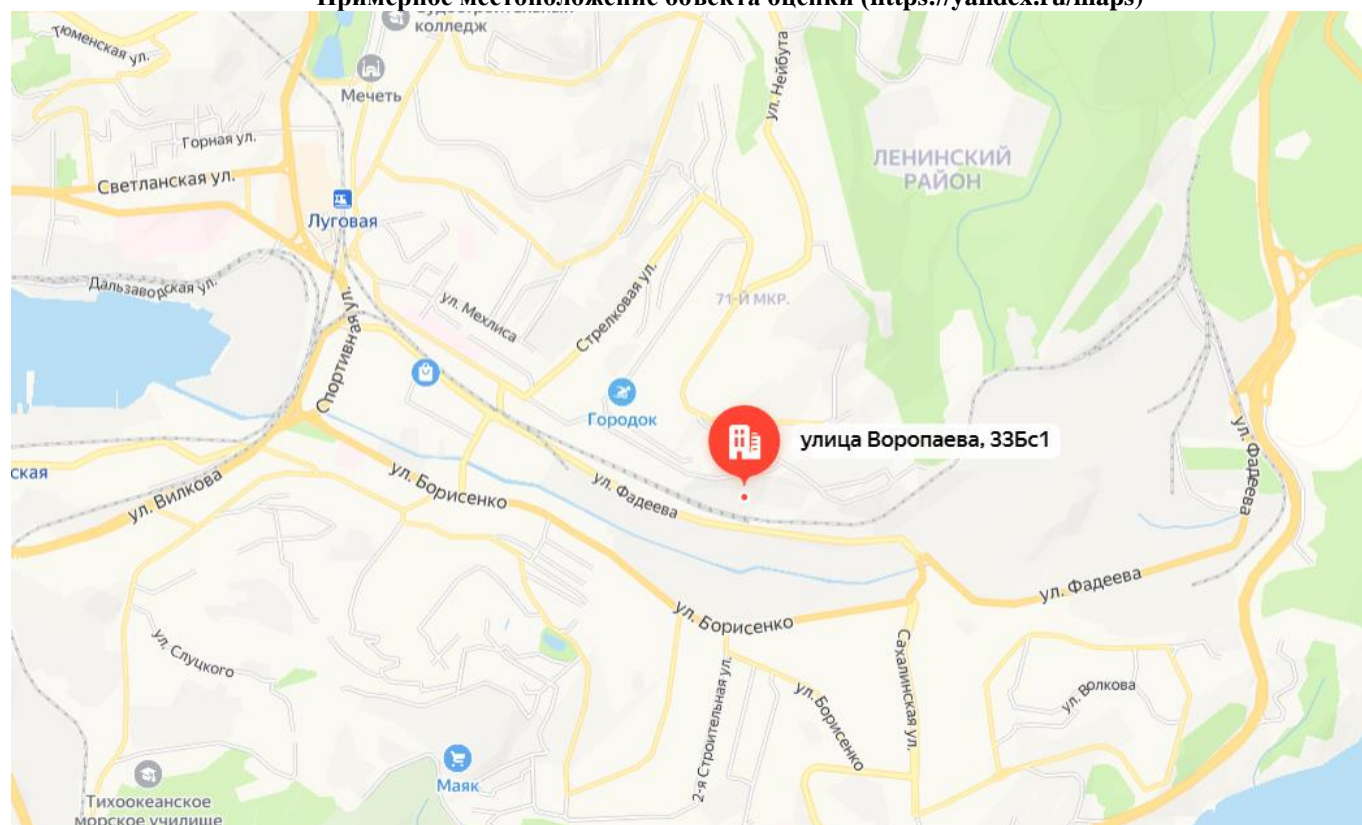 Примерное местоположение объекта оценки (https://yandex.ru/maps)
Судостроительный
колледж
Тюменская ул.
Мечеть
ул. Нейбута
Горная ул.
ЛЕНИНСКИЙ
РАЙОН
Светланская ул.
Луговая
Дальзаводская ул.
Спортивная ул.
ул. Мехлиса
Стрелковая ул.
71-Й МКР.
Городок
улица Воропаева, 33Бс1
ская
ул. Вилкова
ул. Борисенко
ул. Фадеева
ул. Фадеева
ул. Фадеева
ул. Борисенко
ул. Слуцкого
2-я Строительная ул.
ул. Борисенко
Сахалинская ул.
ул. Волкова
Маяк
Тихоокеанское
морское училище